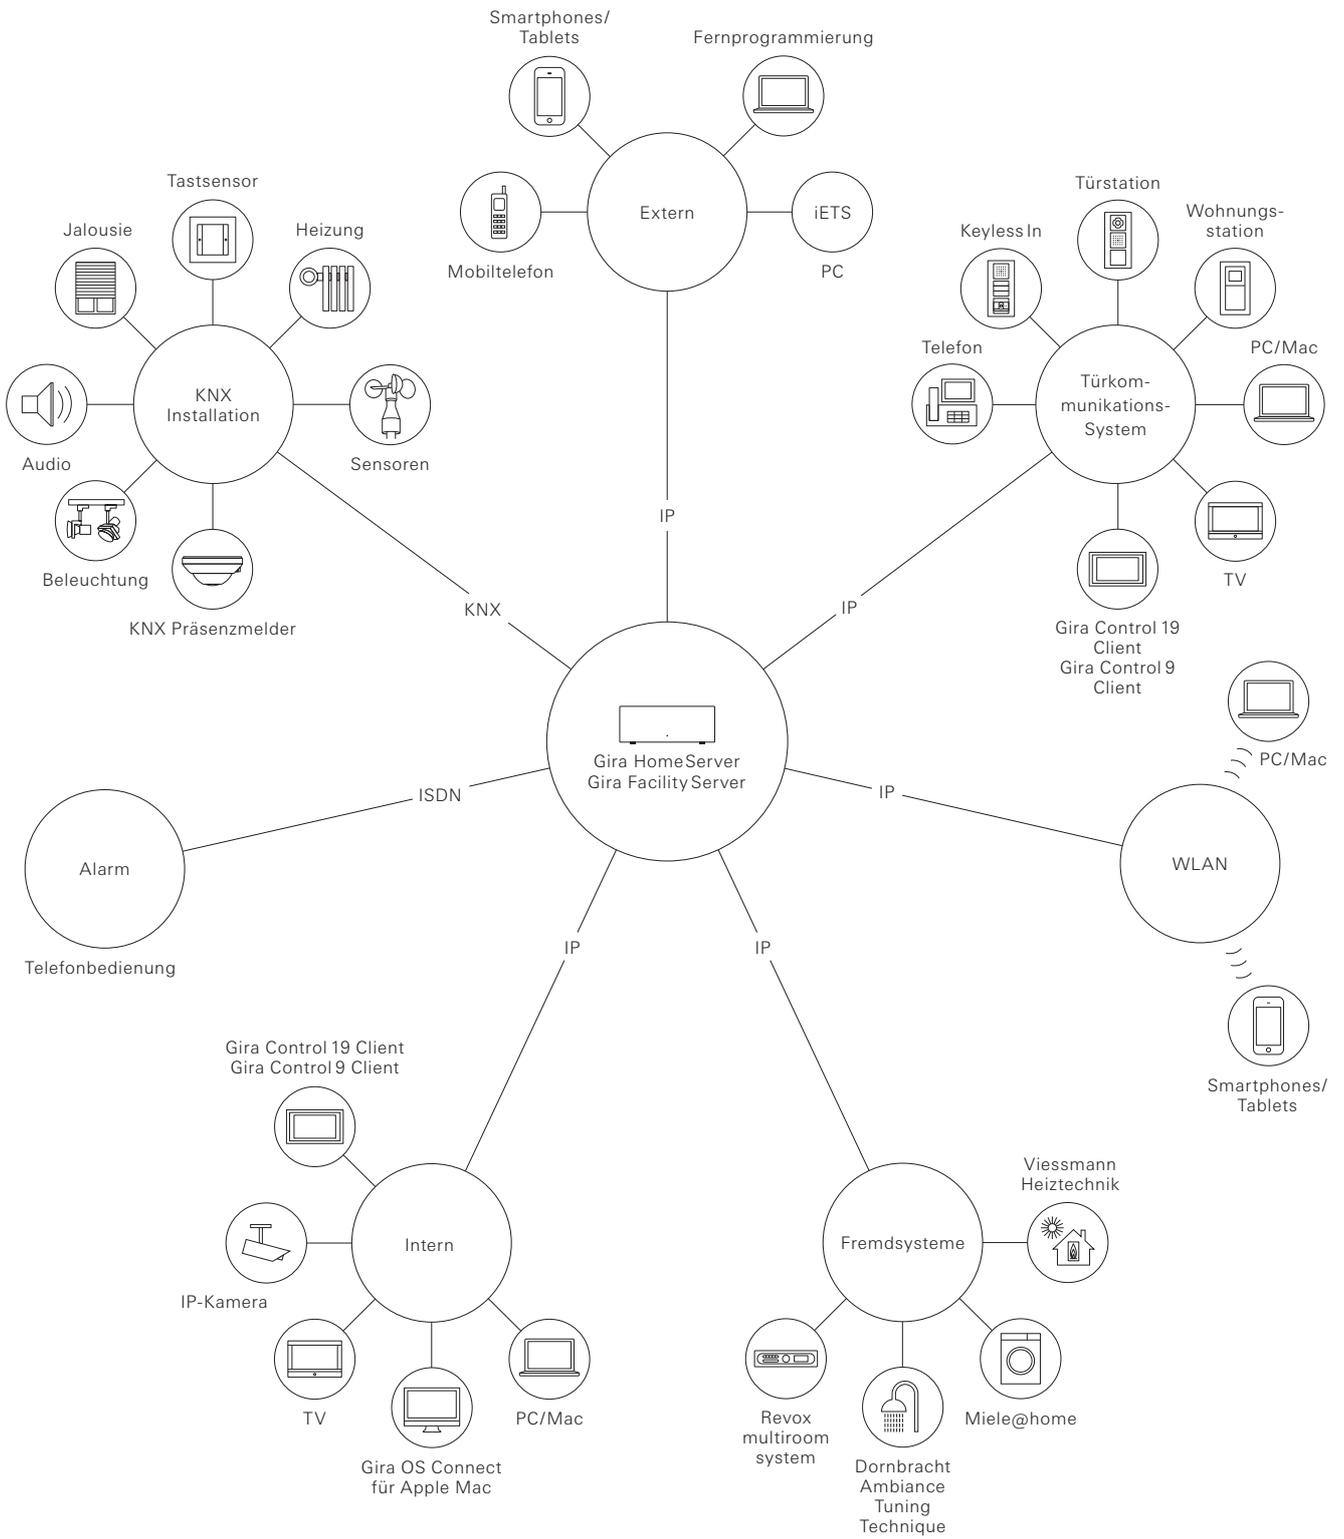 Smartphones/
Tablets
Fernprogrammierung
Extern
iETS
Mobiltelefon
PC
Tastsensor
Jalousie
Heizung
KNX
Installation
Audio
Sensoren
Beleuchtung
KNX Präsenzmelder
Türstation
Wohnungs-
station
Keyless In
Telefon
PC/Mac
Türkom-
munikations-
System
TV
Gira Control 19
Client
Gira Control 9
Client
IP
KNX
IP
Gira HomeServer
Gira FacilityServer
PC/Mac
ISDN
IP
Alarm
WLAN
Telefonbedienung
IP
IP
Smartphones/
Tablets
Gira Control 19 Client
Gira Control 9 Client
Intern
IP-Kamera
TV
PC/Mac
Gira OS Connect
für Apple Mac
Viessmann
Heiztechnik
Fremdsysteme
Revox
multiroom
system
Miele@home
Dornbracht
Ambiance
Tuning
Technique